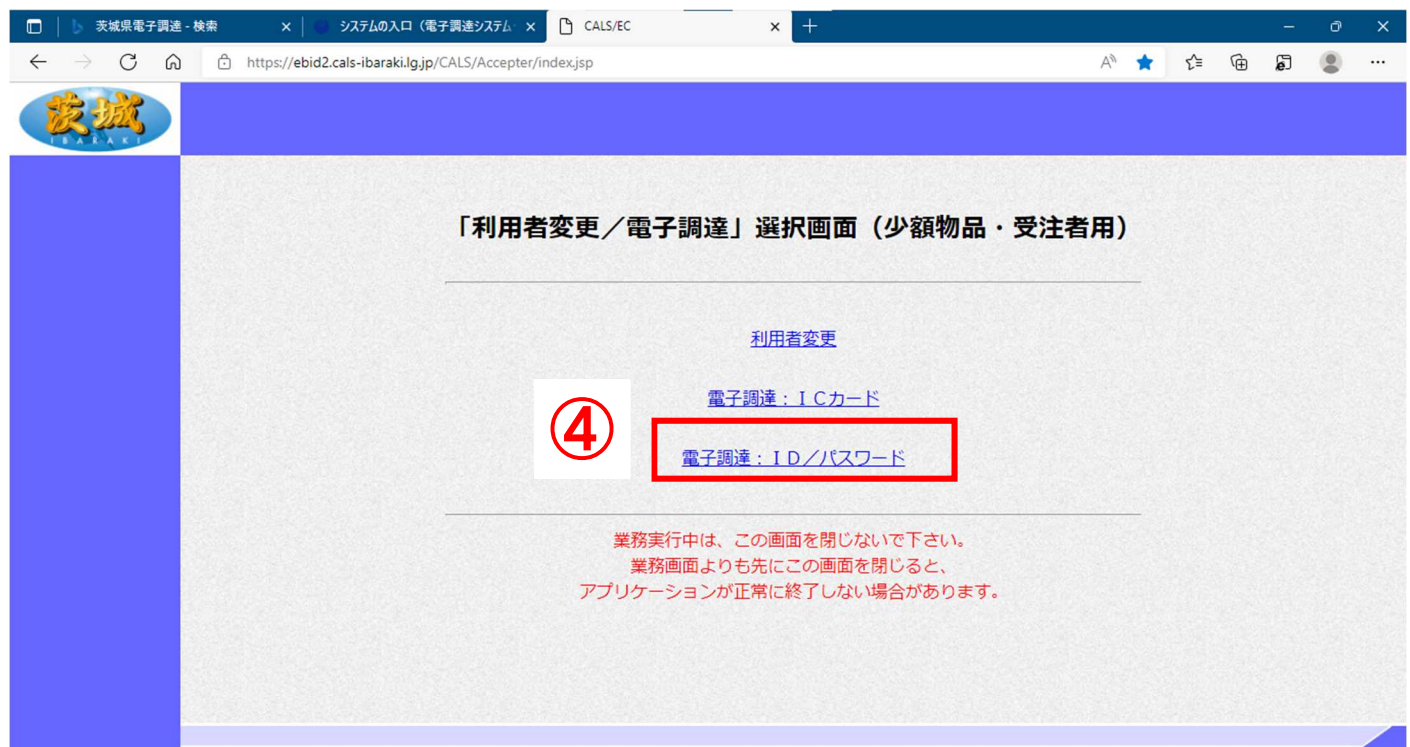 茨城県電子調達 - 検索
システムの入口（電子調達システム
CALS/EC
https://ebid2.cals-ibaraki.lg.jp/CALS/Accepter/index.jsp
茨城
IBARAKI
「利用者変更／電子調達」選択画面（少額物品・受注者用）
利用者変更
電子調達：ＩＣカード
④
電子調達：ＩＤ／パスワード
業務実行中は、この画面を閉じないで下さい。
業務画面よりも先にこの画面を閉じると、
アプリケーションが正常に終了しない場合があります。